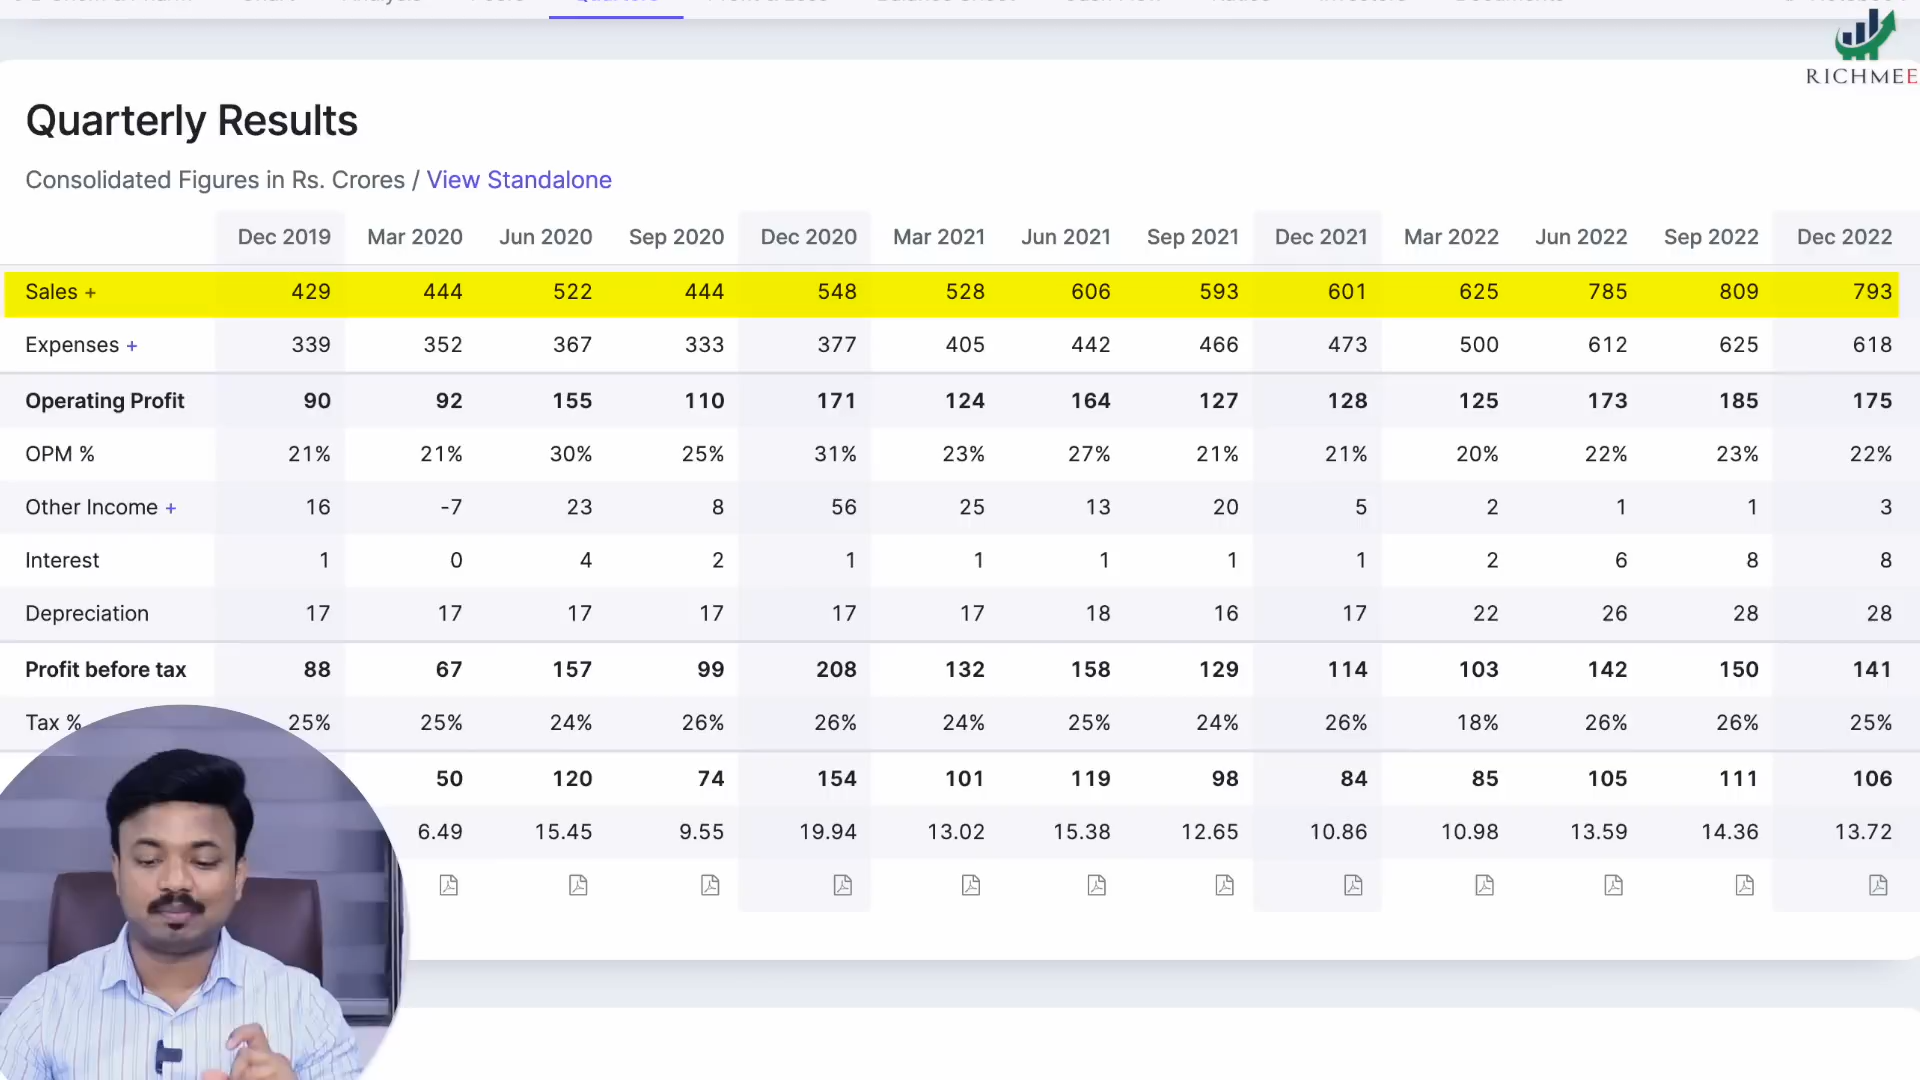 RICHMEE
Quarterly Results
Consolidated Figures in Rs. Crores / View Standalone
Dec 2019 Mar 2020 Jun 2020 Sep 2020 Dec 2020 Mar 2021 Jun 2021 Sep 2021 Dec 2021 Mar 2022 Jun 2022 Sep 2022 Dec 2022
Sales + 429 444 522 444 548 528 606 593 601 625 785 809 793
Expenses + 339 352 367 333 377 405 442 466 473 500 612 625 618
Operating Profit 90 92 155 110 171 124 164 127 128 125 173 185 175
OPM % 21% 21% 30% 25% 31% 23% 27% 21% 21% 20% 22% 23% 22%
Other Income + 16 -7 23 8 56 25 13 20 5 2 1 1 3
Interest 1 0 4 2 1 1 1 1 1 2 6 8 8
Depreciation 17 17 17 17 17 17 18 16 17 22 26 28 28
Profit before tax 88 67 157 99 208 132 158 129 114 103 142 150 141
Tax % 25% 25% 24% 26% 26% 24% 25% 24% 26% 18% 26% 26% 25%
50 120 74 154 101 119 98 84 85 105 111 106
6.49 15.45 9.55 19.94 13.02 15.38 12.65 10.86 10.98 13.59 14.36 13.72